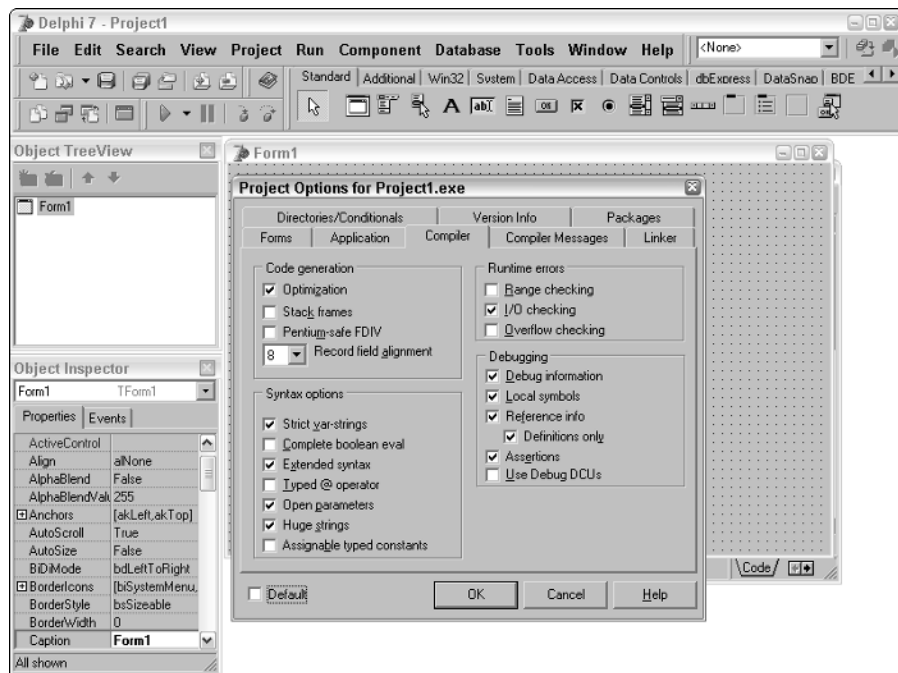 Delphi 7 - Project1
File Edit Search View Project Run Component Database Tools Window Help <None>
Standard Additional Win32 System Data Access Data Controls dbExpress DataSnap BDE
A ab OK
Object TreeView
Form1
Form1
Project Options for Project1.exe
Directories/Conditionals Version Info Packages
Forms Application Compiler Compiler Messages Linker
Code generation
Optimization
Stack frames
Pentium-safe FDIV
8 Record field alignment
Syntax options
Strict var-strings
Complete boolean eval
Extended syntax
Typed @ operator
Open parameters
Huge strings
Assignable typed constants
Runtime errors
Range checking
I/O checking
Overflow checking
Debugging
Debug information
Local symbols
Reference info
Definitions only
Assertions
Use Debug DCUs
Default OK Cancel Help
Code
Object Inspector
Form1 TForm1
Properties Events
ActiveControl
Align alNone
AlphaBlend False
AlphaBlendValu 255
Anchors [akLeft,akTop]
AutoScroll True
AutoSize False
BiDiMode bdLeftToRight
BorderIcons [biSystemMenu,
BorderStyle bsSizeable
BorderWidth 0
Caption Form1
All shown